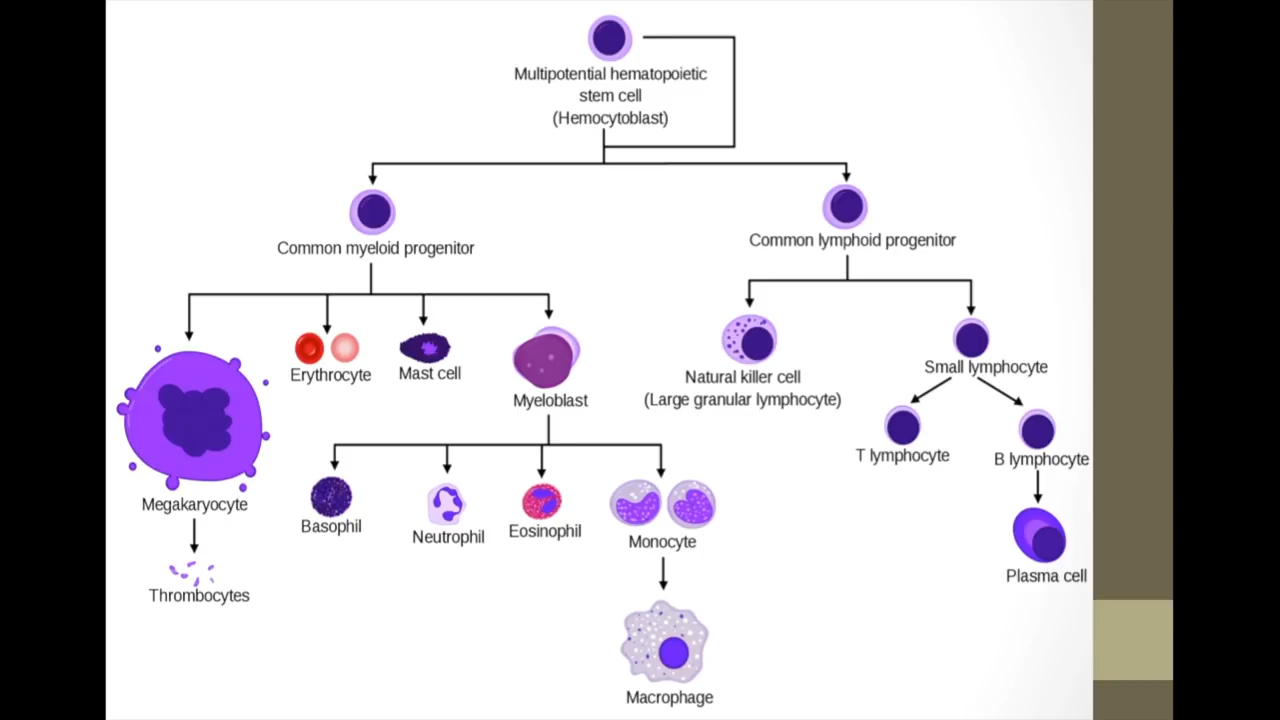 Multipotential hematopoietic
stem cell
(Hemocytoblast)
Common myeloid progenitor
Common lymphoid progenitor
Erythrocyte
Mast cell
Myeloblast
Natural killer cell
(Large granular lymphocyte)
Small lymphocyte
T lymphocyte
B lymphocyte
Megakaryocyte
Basophil
Neutrophil
Eosinophil
Monocyte
Plasma cell
Thrombocytes
Macrophage